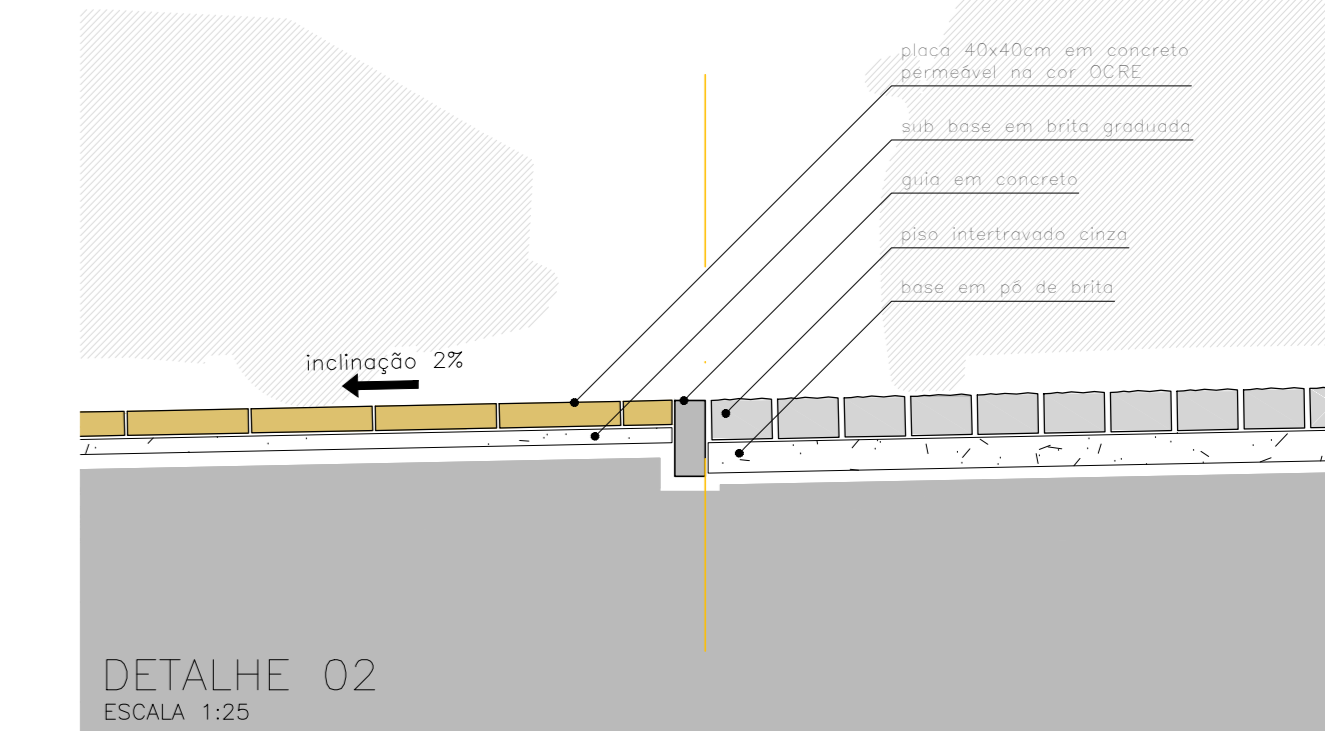 placa 40x40cm em concreto
permeável na cor OCRE
sub base em brita graduada
guia em concreto
piso intertravado cinza
base em pó de brita
inclinação 2%
DETALHE 02
ESCALA 1:25